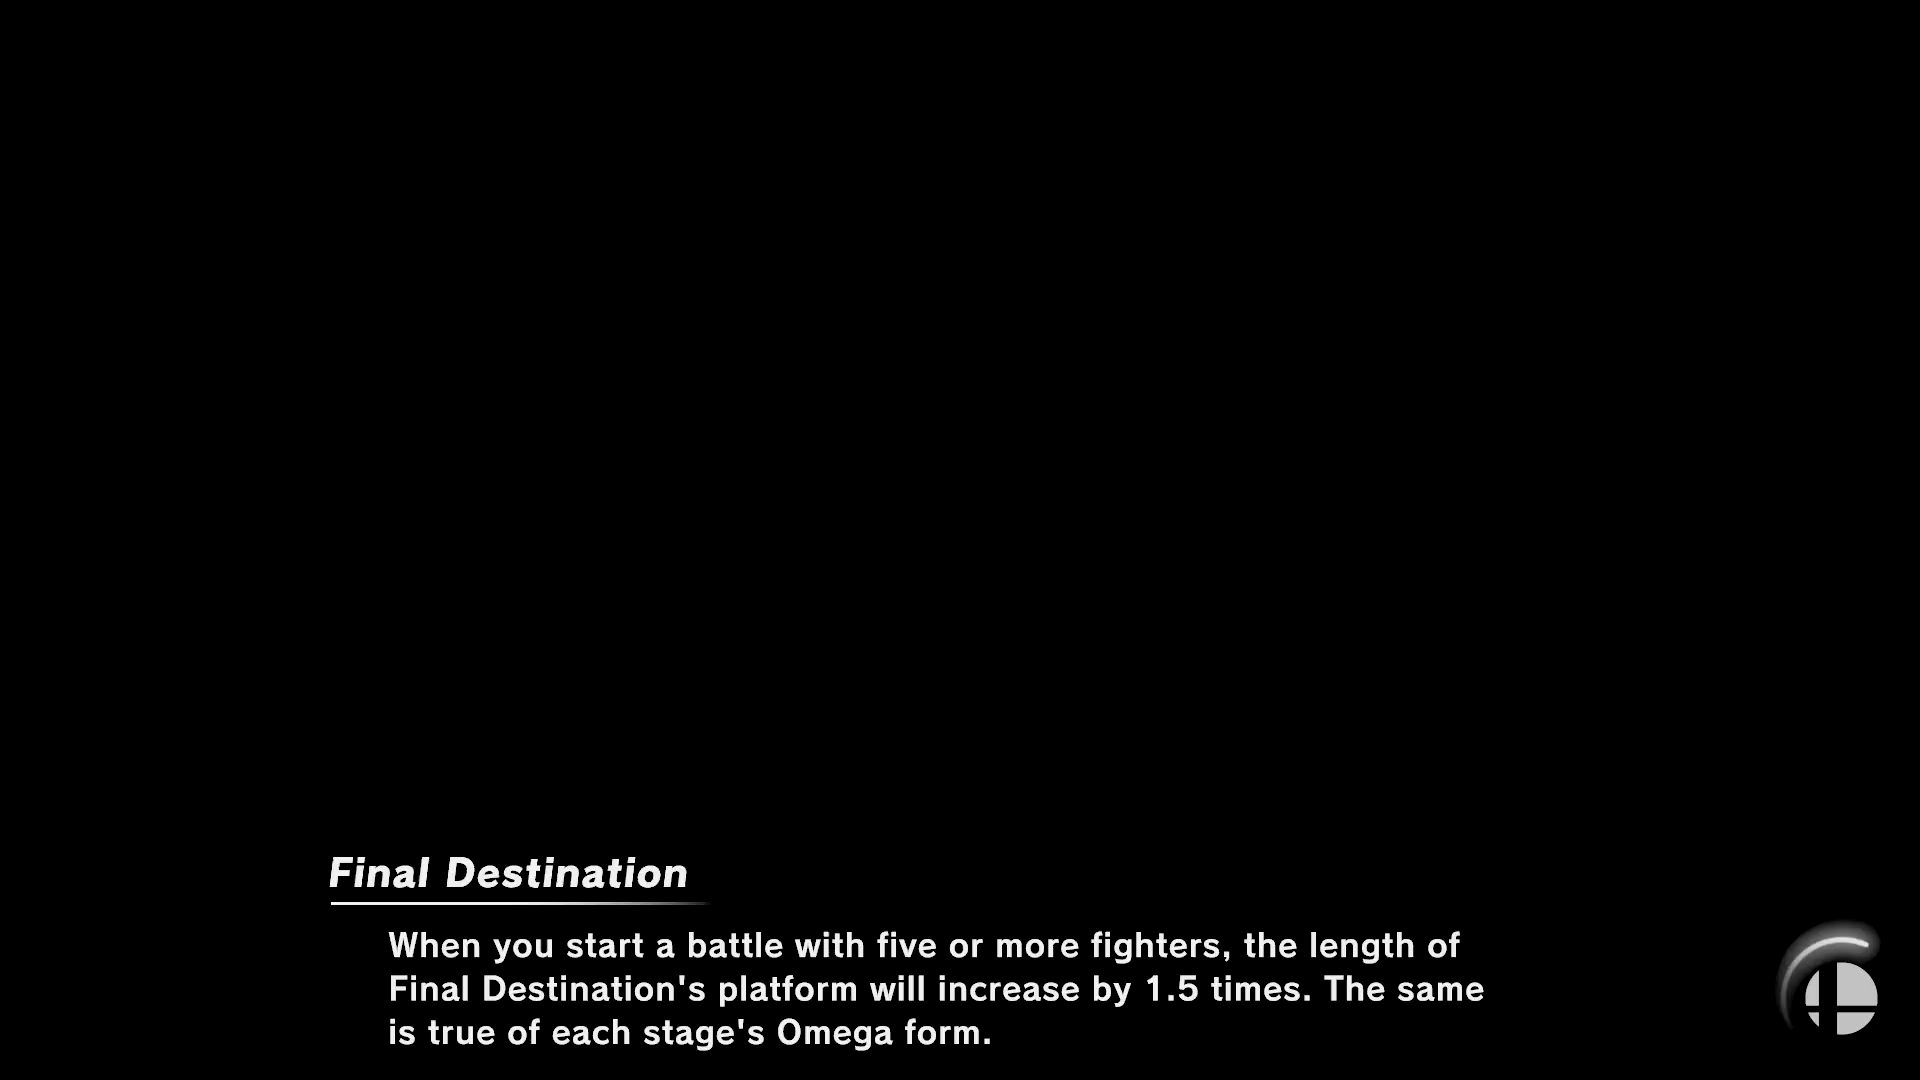 Final Destination
When you start a battle with five or more fighters, the length of
Final Destination's platform will increase by 1.5 times. The same
is true of each stage's Omega form.